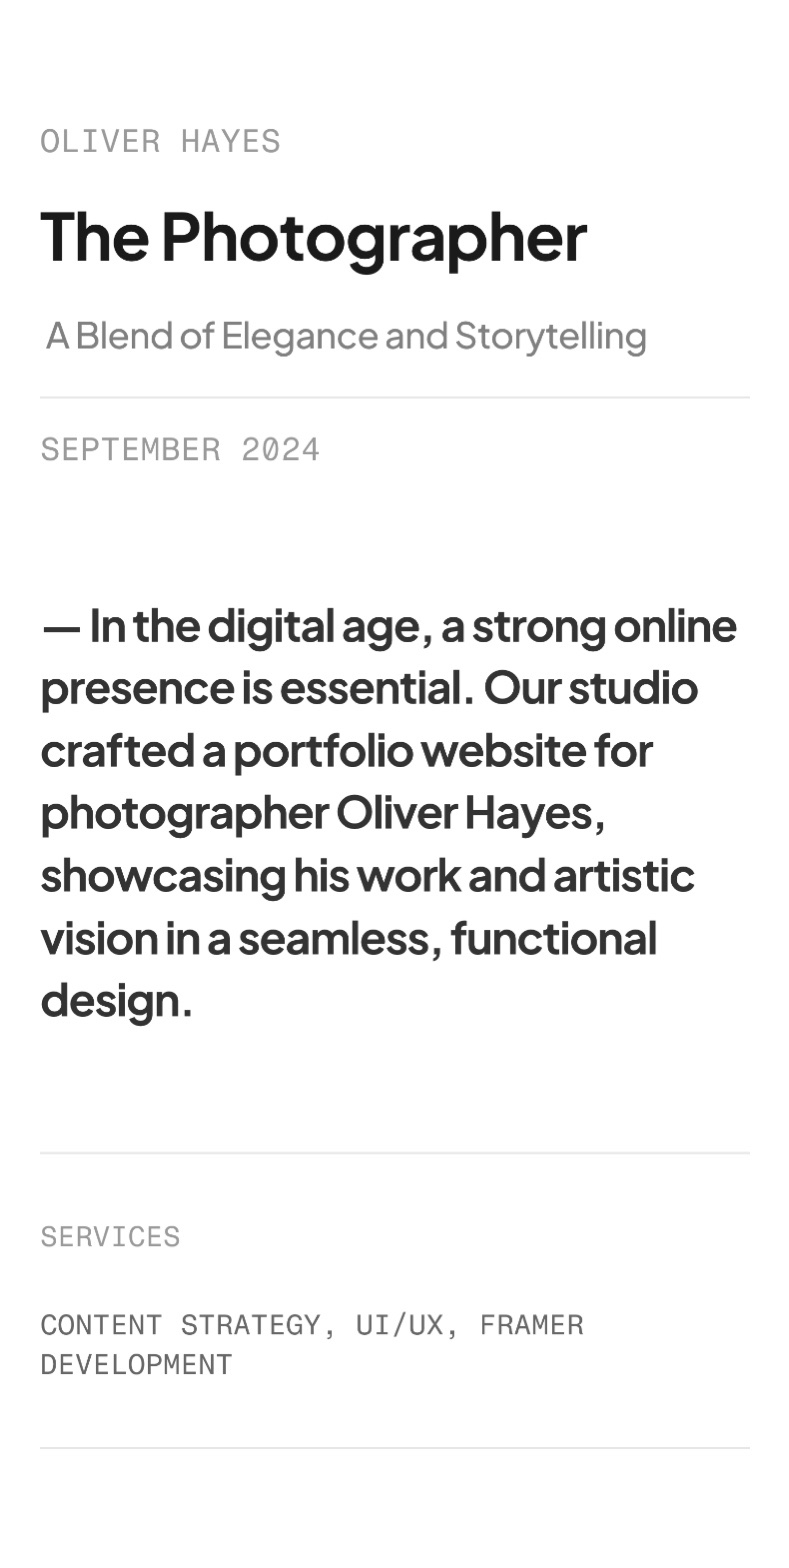 OLIVER HAYES
The Photographer
A Blend of Elegance and Storytelling
SEPTEMBER 2024
— In the digital age, a strong online
presence is essential. Our studio
crafted a portfolio website for
photographer Oliver Hayes,
showcasing his work and artistic
vision in a seamless, functional
design.
SERVICES
CONTENT STRATEGY, UI/UX, FRAMER
DEVELOPMENT